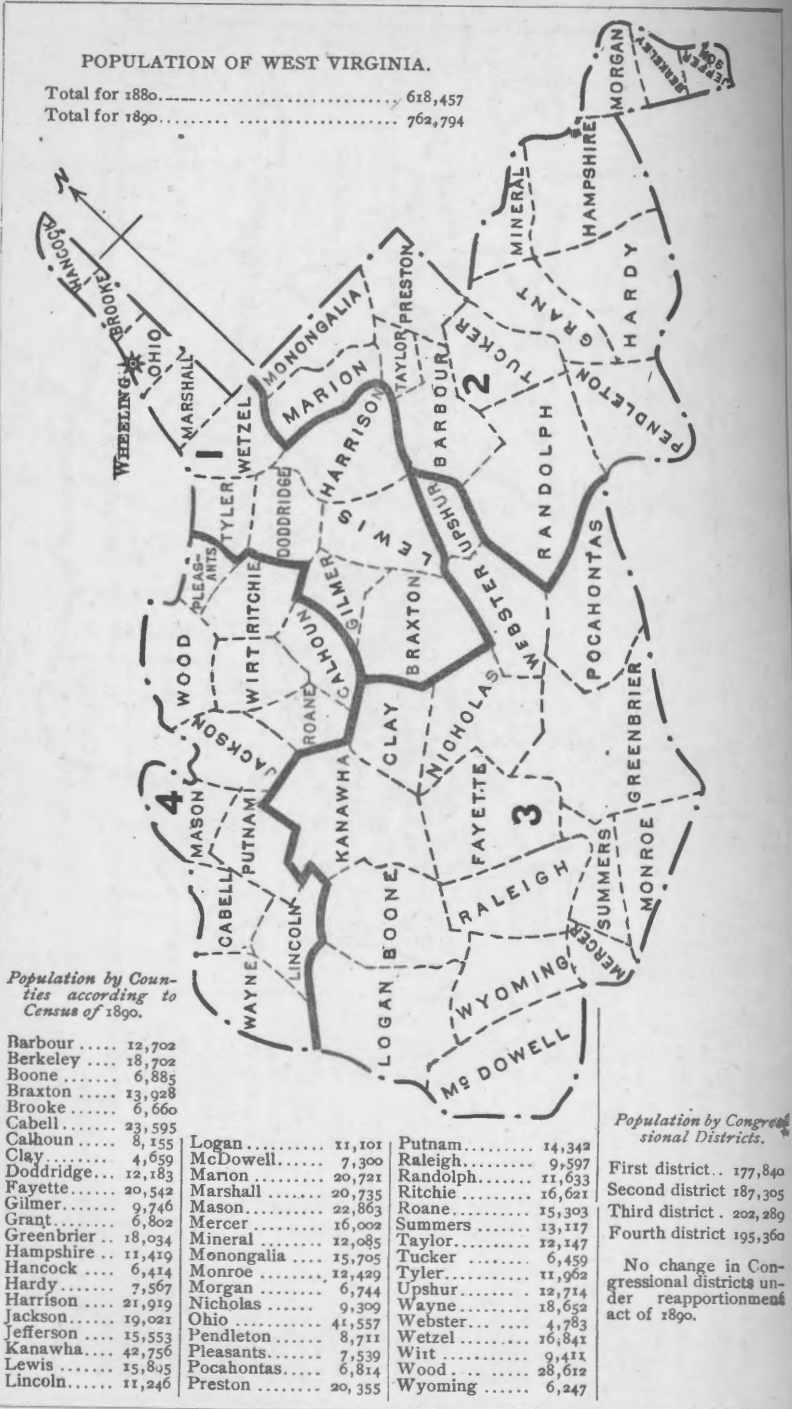 POPULATION OF WEST VIRGINIA.
Total for 1880........................................ 618,457
Total for 1890........................................ 762,794
N
HANCOCK
BROOKE
OHIO
WHEELING
MARSHALL
1
WETZEL
MONONGALIA
MARION
TAYLOR
PRESTON
MORGAN
BERKELEY
MINERAL
HAMPSHIRE
GRANT
HARDY
TUCKER
2
BARBOUR
HARRISON
RANDOLPH
PENDLETON
TYLER
DODDRIDGE
LEWIS
UPSHUR
PLEAS-
ANTS
RITCHIE
GILMER
WOOD
WIRT
CALHOUN
BRAXTON
WEBSTER
POCAHONTAS
JACKSON
ROANE
CLAY
NICHOLAS
GREENBRIER
4
MASON
PUTNAM
KANAWHA
FAYETTE
3
CABELL
LINCOLN
BOONE
RALEIGH
SUMMERS
MONROE
MERCER
WAYNE
LOGAN
WYOMING
McDOWELL
Population by Coun-
ties according to
Census of 1890.
Barbour ..... 12,702
Berkeley .... 18,702
Boone ....... 6,885
Braxton ..... 13,928
Brooke ...... 6,660
Cabell ....... 23,595
Calhoun ..... 8,155
Clay......... 4,659
Doddridge... 12,183
Fayette...... 20,542
Gilmer....... 9,746
Grant........ 6,802
Greenbrier .. 18,034
Hampshire .. 11,419
Hancock .... 6,414
Hardy....... 7,567
Harrison .... 21,919
Jackson...... 19,021
Jefferson .... 15,553
Kanawha.... 42,756
Lewis ....... 15,895
Lincoln...... 11,246
Logan .......... 11,101
McDowell...... 7,300
Marion ......... 20,721
Marshall ....... 20,735
Mason.......... 22,863
Mercer ......... 16,002
Mineral ........ 12,085
Monongalia .... 15,705
Monroe ........ 12,429
Morgan ........ 6,744
Nicholas ...... 9,309
Ohio ........... 41,557
Pendleton ...... 8,711
Pleasants....... 7,539
Pocahontas..... 6,814
Preston ........ 20,355
Putnam......... 14,342
Raleigh......... 9,597
Randolph....... 11,633
Ritchie ......... 16,621
Roane.......... 15,303
Summers ...... 13,117
Taylor.......... 12,147
Tucker ........ 6,459
Tyler........... 11,962
Upshur......... 12,714
Wayne ......... 18,652
Webster... .... 4,783
Wetzel ......... 16,841
Wirt ........... 9,411
Wood.......... 28,612
Wyoming ...... 6,247
Population by Congres-
sional Districts.
First district.. 177,840
Second district 187,305
Third district . 202,289
Fourth district 195,360
No change in Con-
gressional districts un-
der reapportionment
act of 1890.